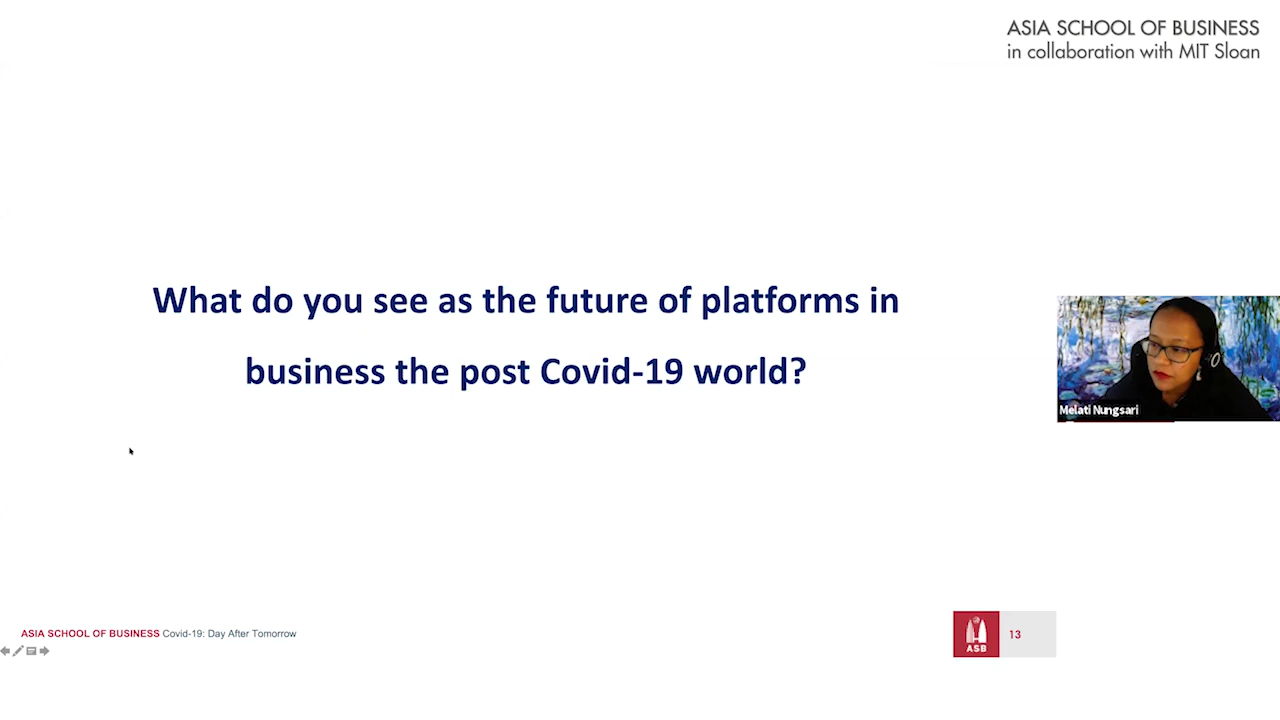 ASIA SCHOOL OF BUSINESS
in collaboration with MIT Sloan
What do you see as the future of platforms in
business the post Covid-19 world?
Melati Nungsari
ASIA SCHOOL OF BUSINESS Covid-19: Day After Tomorrow
ASB
13